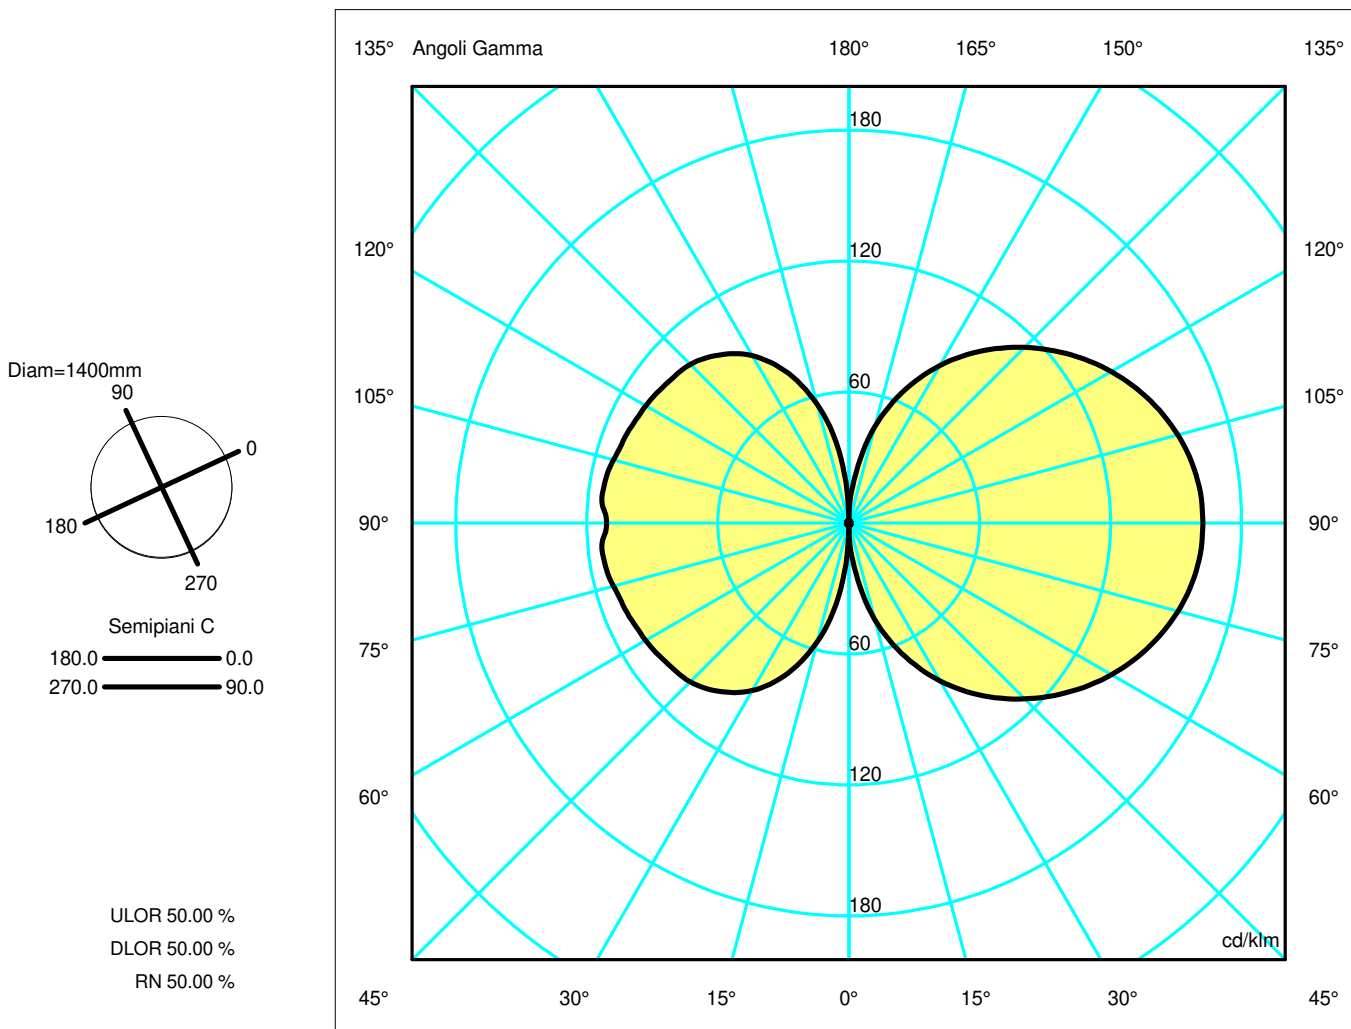 135° Angoli Gamma 180° 165° 150° 135°
180
120° 120 120°
Diam=1400mm
90
60
105° 105°
0
180
90° 90°
270
Semipiani C
180.0 0.0
270.0 90.0
75° 60 75°
60° 120 60°
ULOR 50.00 %
180
DLOR 50.00 %
cd/klm
RN 50.00 %
45° 30° 15° 0° 15° 30° 45°